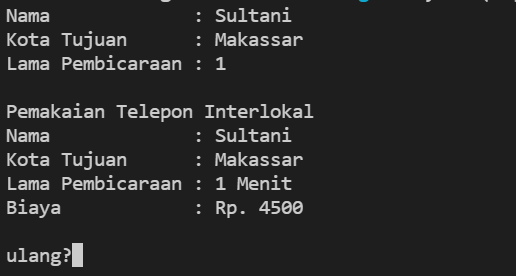 Nama : Sultani
Kota Tujuan : Makassar
Lama Pembicaraan : 1
Pemakaian Telepon Interlokal
Nama : Sultani
Kota Tujuan : Makassar
Lama Pembicaraan : 1 Menit
Biaya : Rp. 4500
ulang?